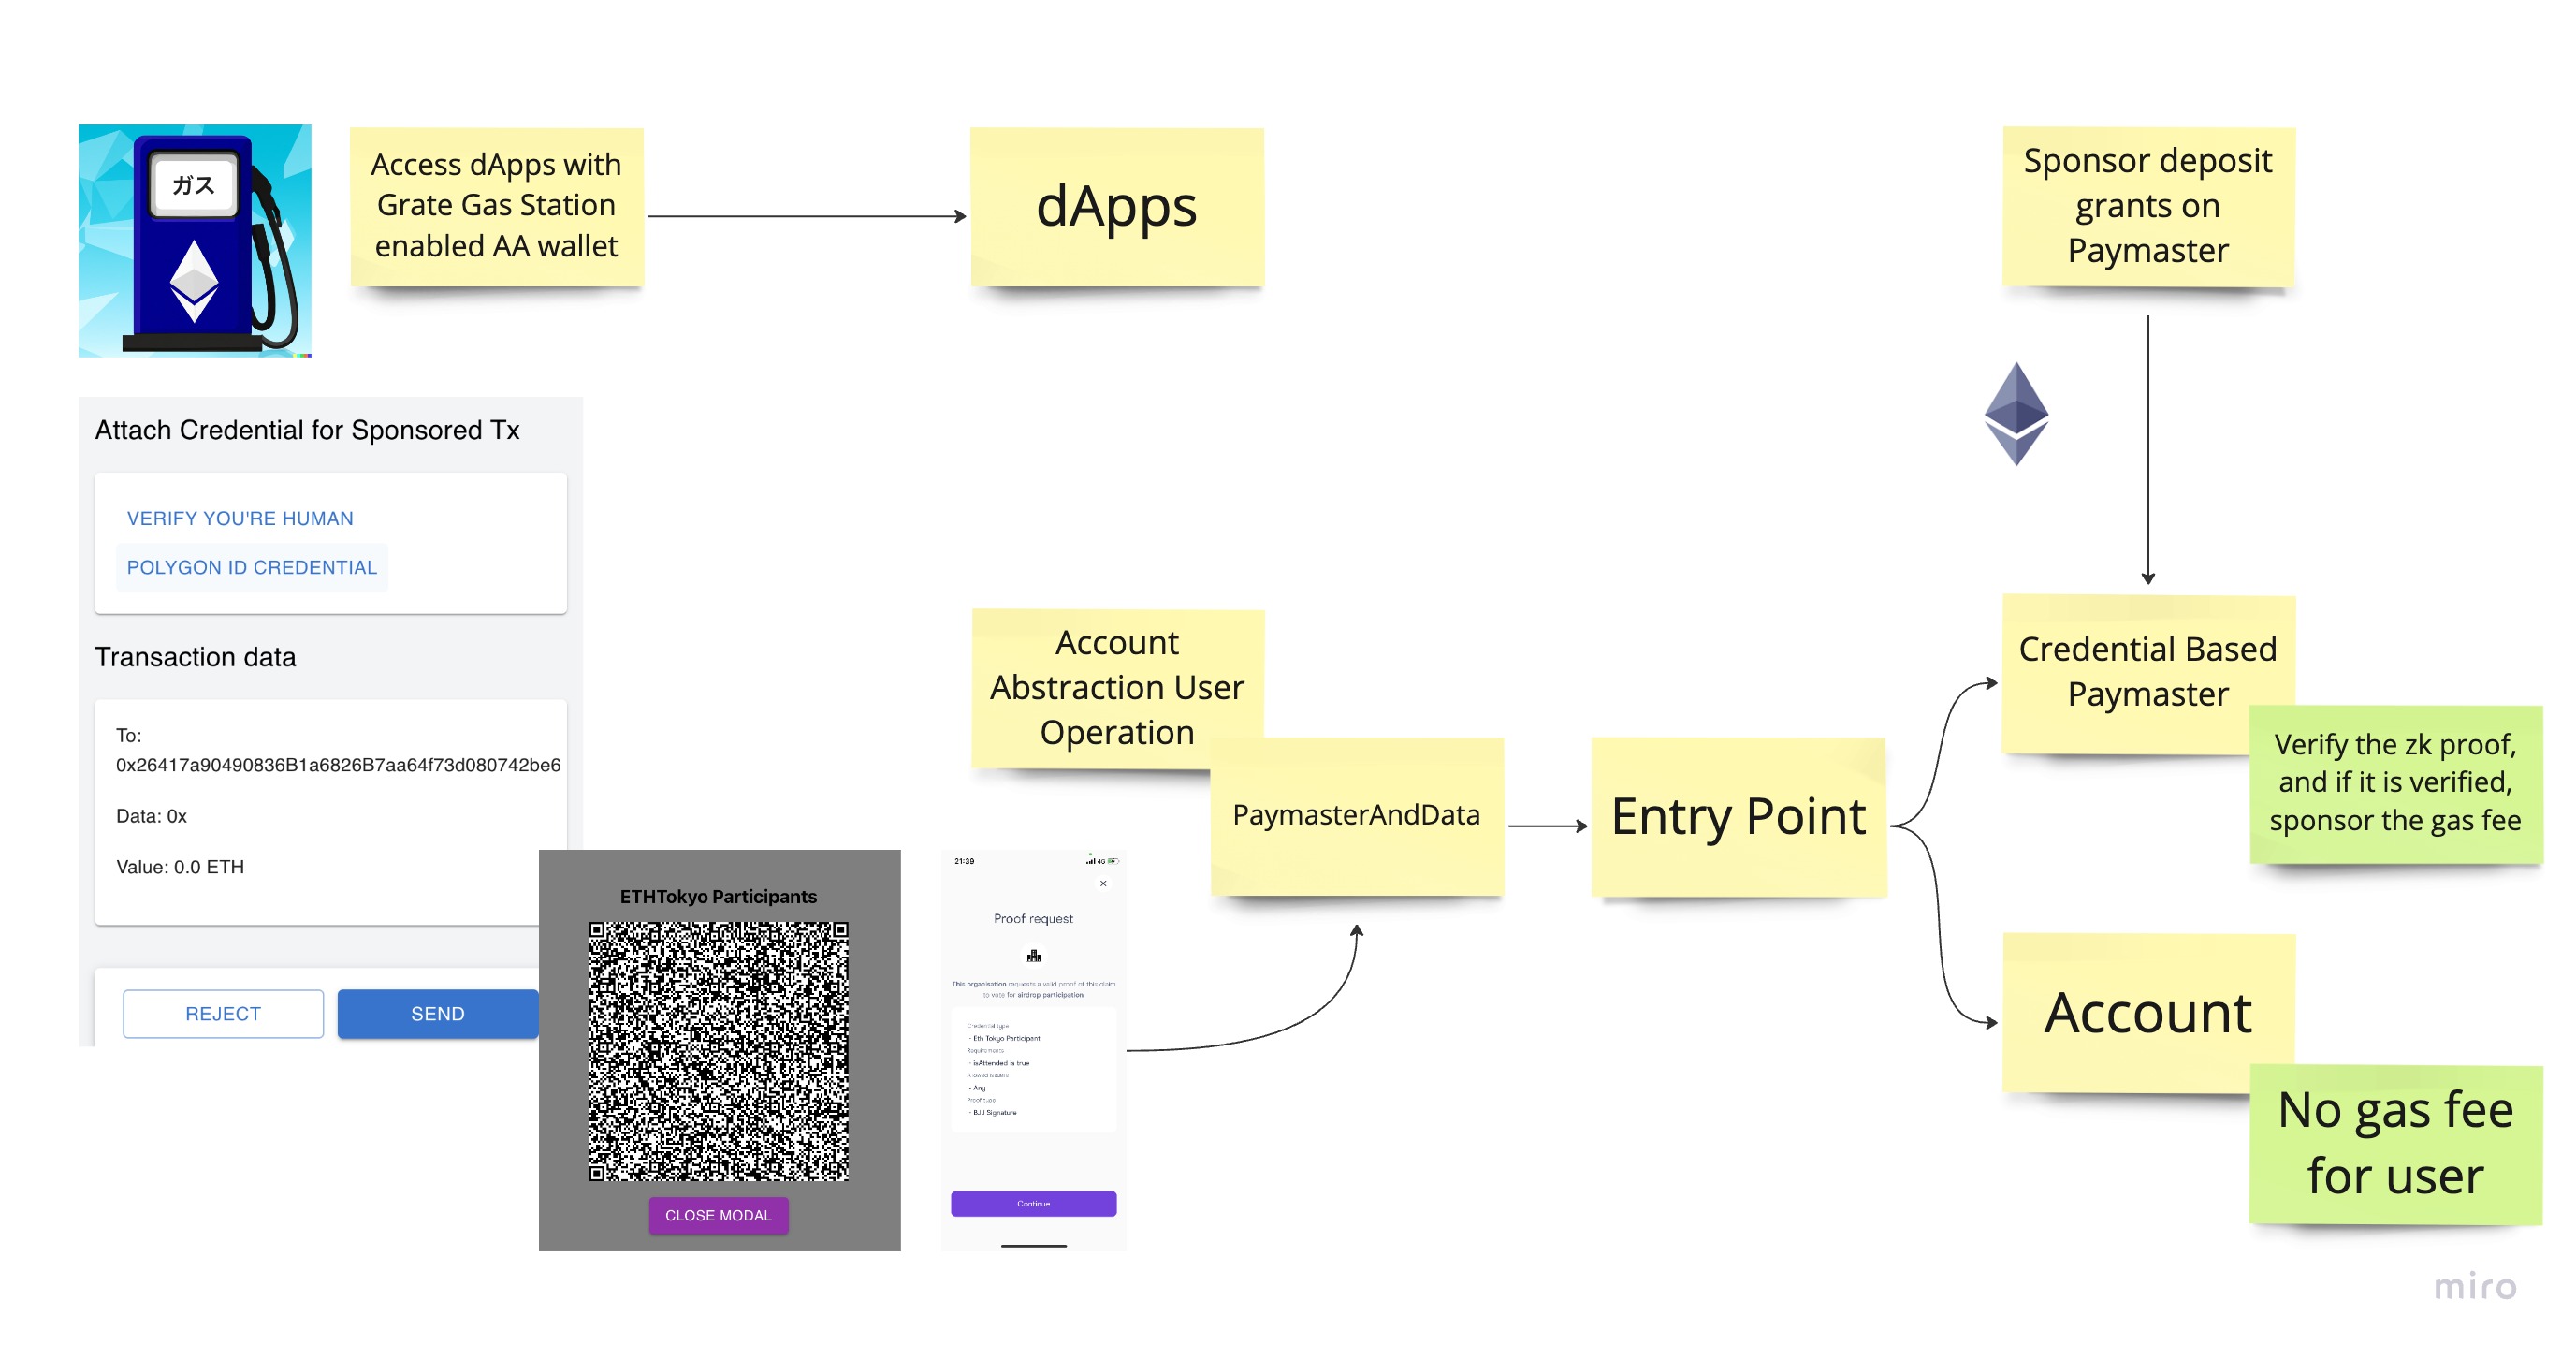 ガス
Access dApps with
Grate Gas Station
enabled AA wallet
dApps
Sponsor deposit
grants on
Paymaster
Attach Credential for Sponsored Tx
VERIFY YOU'RE HUMAN
POLYGON ID CREDENTIAL
Transaction data
To:
0x26417a90490836B1a6826B7aa64f73d080742be6
Data: 0x
Value: 0.0 ETH
REJECT
SEND
ETHTokyo Participants
CLOSE MODAL
21:39
4G
Proof request
This organisation requests a valid proof of this claim
to vote for airdrop participation:
Credential type
- Eth Tokyo Participant
Requirements
- isAttended is true
Allowed issuers
- Any
Proof type
- BJJ Signature
Continue
Account
Abstraction User
Operation
PaymasterAndData
Entry Point
Credential Based
Paymaster
Verify the zk proof,
and if it is verified,
sponsor the gas fee
Account
No gas fee
for user
miro